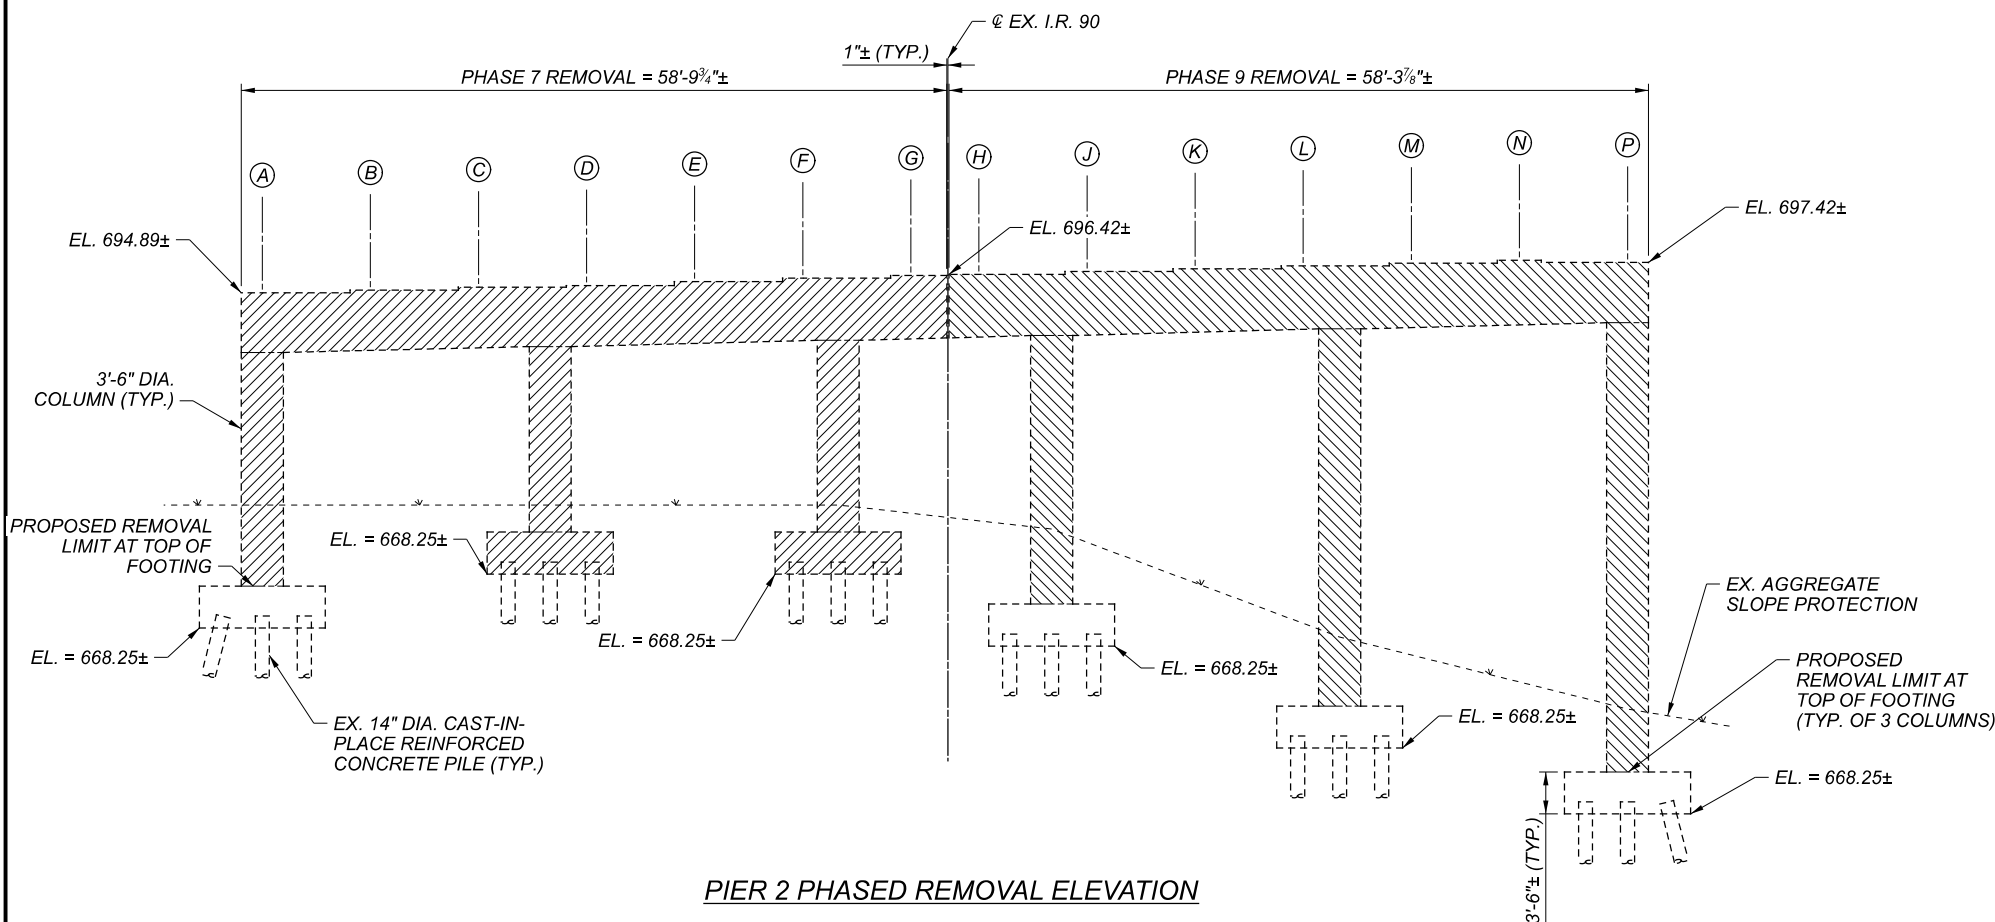 ℄ EX. I.R. 90
1"± (TYP.)
PHASE 7 REMOVAL = 58'-9¾"±
PHASE 9 REMOVAL = 58'-3⅞"±
A
B
C
D
E
F
G
H
J
K
L
M
N
P
EL. 694.89±
EL. 696.42±
EL. 697.42±
3'-6" DIA.
COLUMN (TYP.)
PROPOSED REMOVAL
LIMIT AT TOP OF
FOOTING
EL. = 668.25±
EL. = 668.25±
EL. = 668.25±
EL. = 668.25±
EL. = 668.25±
EL. = 668.25±
EX. AGGREGATE
SLOPE PROTECTION
PROPOSED
REMOVAL LIMIT AT
TOP OF FOOTING
(TYP. OF 3 COLUMNS)
EX. 14" DIA. CAST-IN-
PLACE REINFORCED
CONCRETE PILE (TYP.)
3'-6"± (TYP.)
PIER 2 PHASED REMOVAL ELEVATION